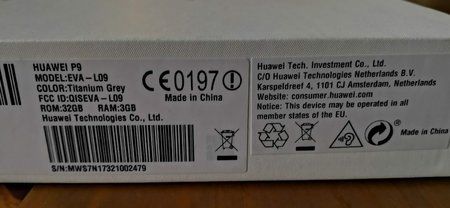 HUAWEI P9
MODEL:EVA-L09
COLOR:Titanium Grey
FCC ID:QISEVA-L09
ROM:32GB RAM:3GB
Huawei Technologies Co., Ltd.
S/N:MWS7N17321002479
CE0197
Made in China
Huawei Tech. Investment Co., Ltd.
C/O Huawei Technologies Netherlands B.V.
Karspeldreef 4, 1101 CJ Amsterdam, Netherlands
Website: consumer.huawei.com
Notice: This device may be operated in all
member states of the EU.
Made in China